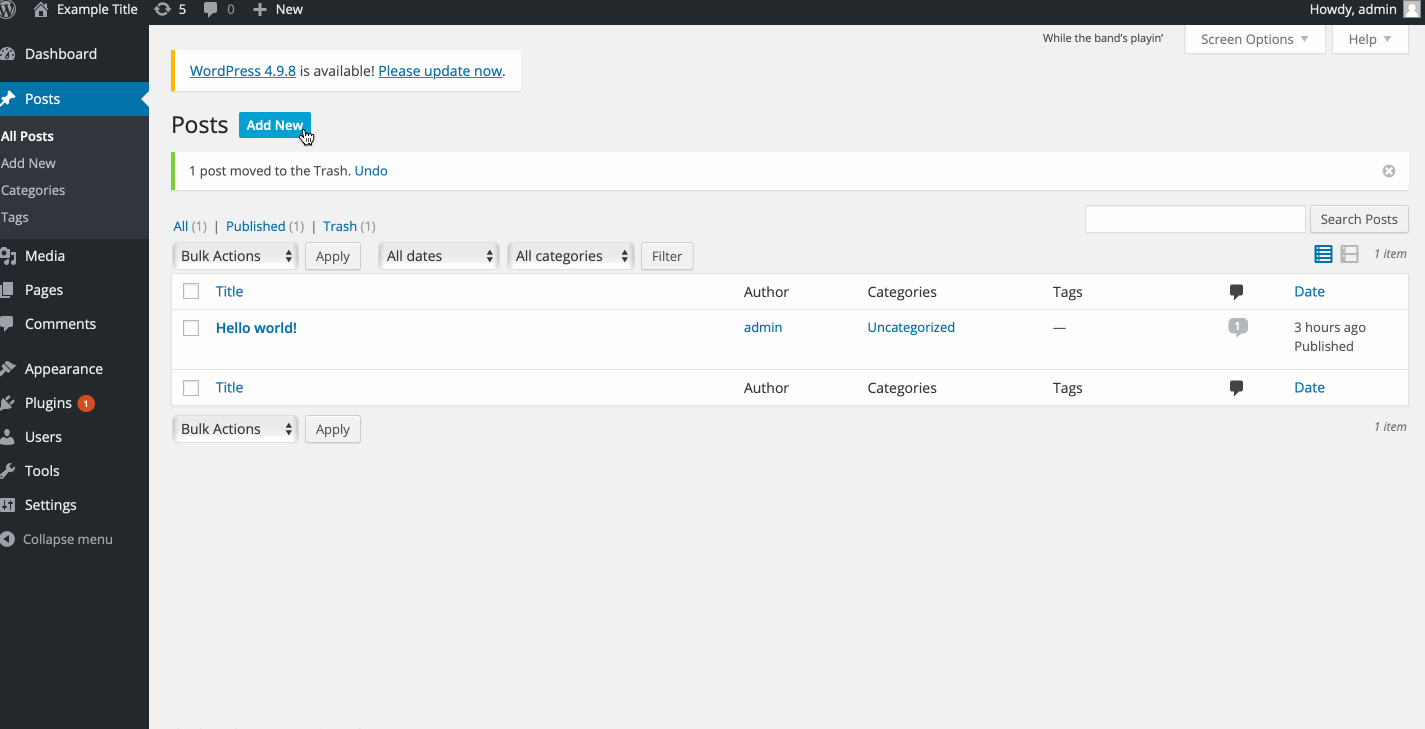 Example Title 5 0 New Howdy, admin
Dashboard
Posts
All Posts
Add New
Categories
Tags
Media
Pages
Comments
Appearance
Plugins 1
Users
Tools
Settings
Collapse menu
While the band's playin' Screen Options Help
WordPress 4.9.8 is available! Please update now.
Posts Add New
1 post moved to the Trash. Undo
All (1) | Published (1) | Trash (1)
Search Posts
Bulk Actions Apply All dates All categories Filter 1 item
Title Author Categories Tags Date
Hello world! admin Uncategorized — 1 3 hours ago
Published
Title Author Categories Tags Date
Bulk Actions Apply 1 item